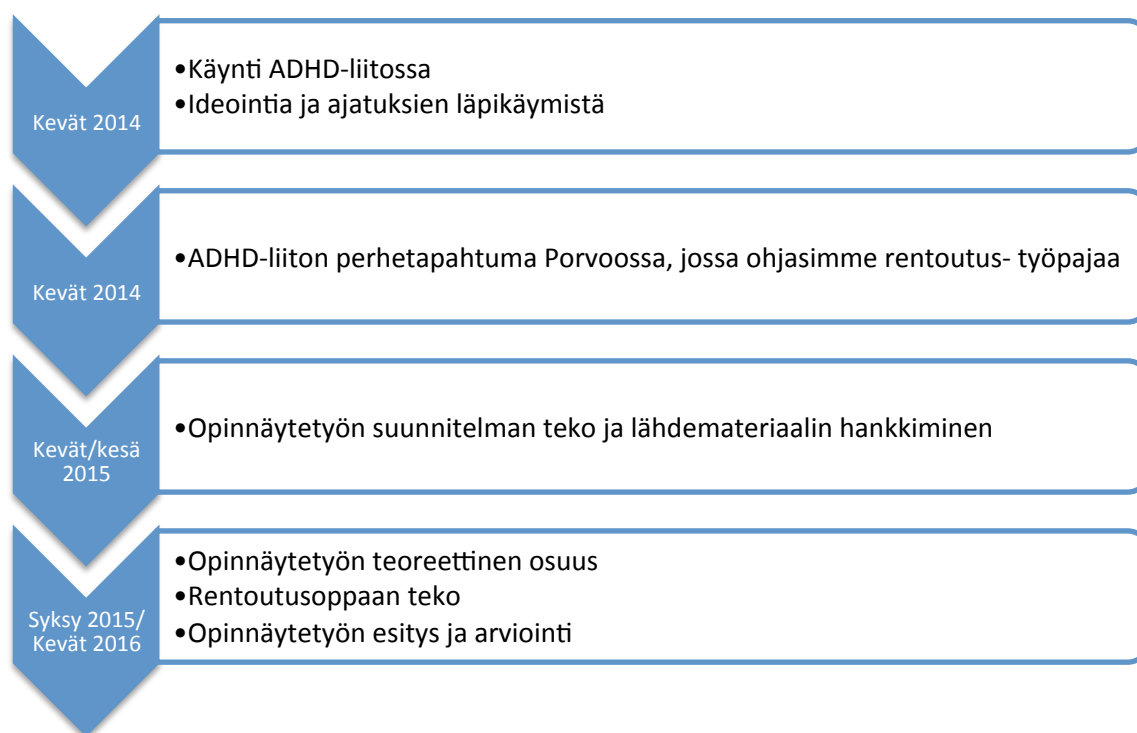 Kevät 2014
•Käynti ADHD-liitossa
•Ideointia ja ajatuksien läpikäymistä
Kevät 2014
•ADHD-liiton perhetapahtuma Porvoossa, jossa ohjasimme rentoutus- työpajaa
Kevät/kesä
2015
•Opinnäytetyön suunnitelman teko ja lähdemateriaalin hankkiminen
Syksy 2015/
Kevät 2016
•Opinnäytetyön teoreettinen osuus
•Rentoutusoppaan teko
•Opinnäytetyön esitys ja arviointi